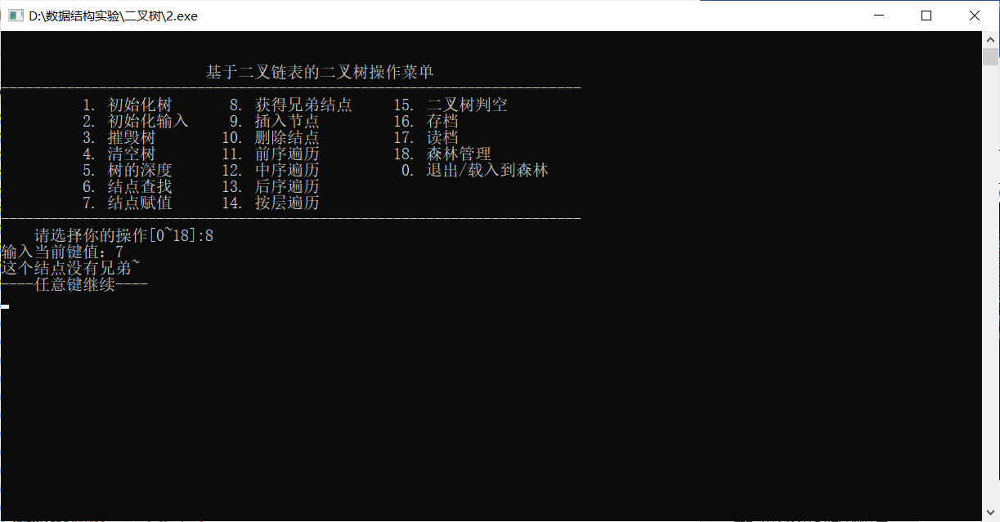 D:\数据结构实验\二叉树\2.exe
基于二叉链表的二叉树操作菜单
-----------------------------------------------------------------------
1. 初始化树 8. 获得兄弟结点 15. 二叉树判空
2. 初始化输入 9. 插入节点 16. 存档
3. 摧毁树 10. 删除结点 17. 读档
4. 清空树 11. 前序遍历 18. 森林管理
5. 树的深度 12. 中序遍历 0. 退出/载入到森林
6. 结点查找 13. 后序遍历
7. 结点赋值 14. 按层遍历
-----------------------------------------------------------------------
请选择你的操作[0~18]:8
输入当前键值: 7
这个结点没有兄弟~
----任意键继续----